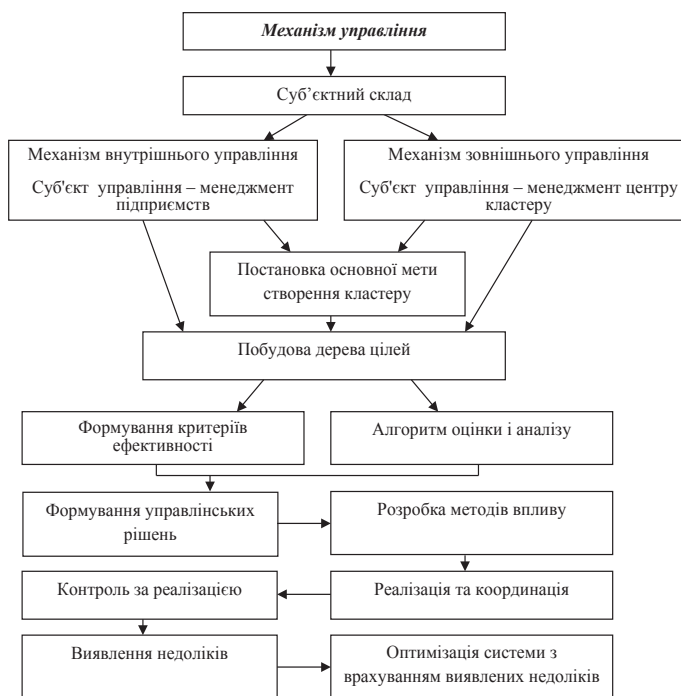 Механізм управління
Суб’єктний склад
Механізм внутрішнього управління
Суб'єкт управління – менеджмент
підприємств
Механізм зовнішнього управління
Суб'єкт управління – менеджмент центру
кластеру
Постановка основної мети
створення кластеру
Побудова дерева цілей
Формування критеріїв
ефективності
Алгоритм оцінки і аналізу
Формування управлінських
рішень
Розробка методів впливу
Контроль за реалізацією
Реалізація та координація
Виявлення недоліків
Оптимізація системи з
врахуванням виявлених недоліків